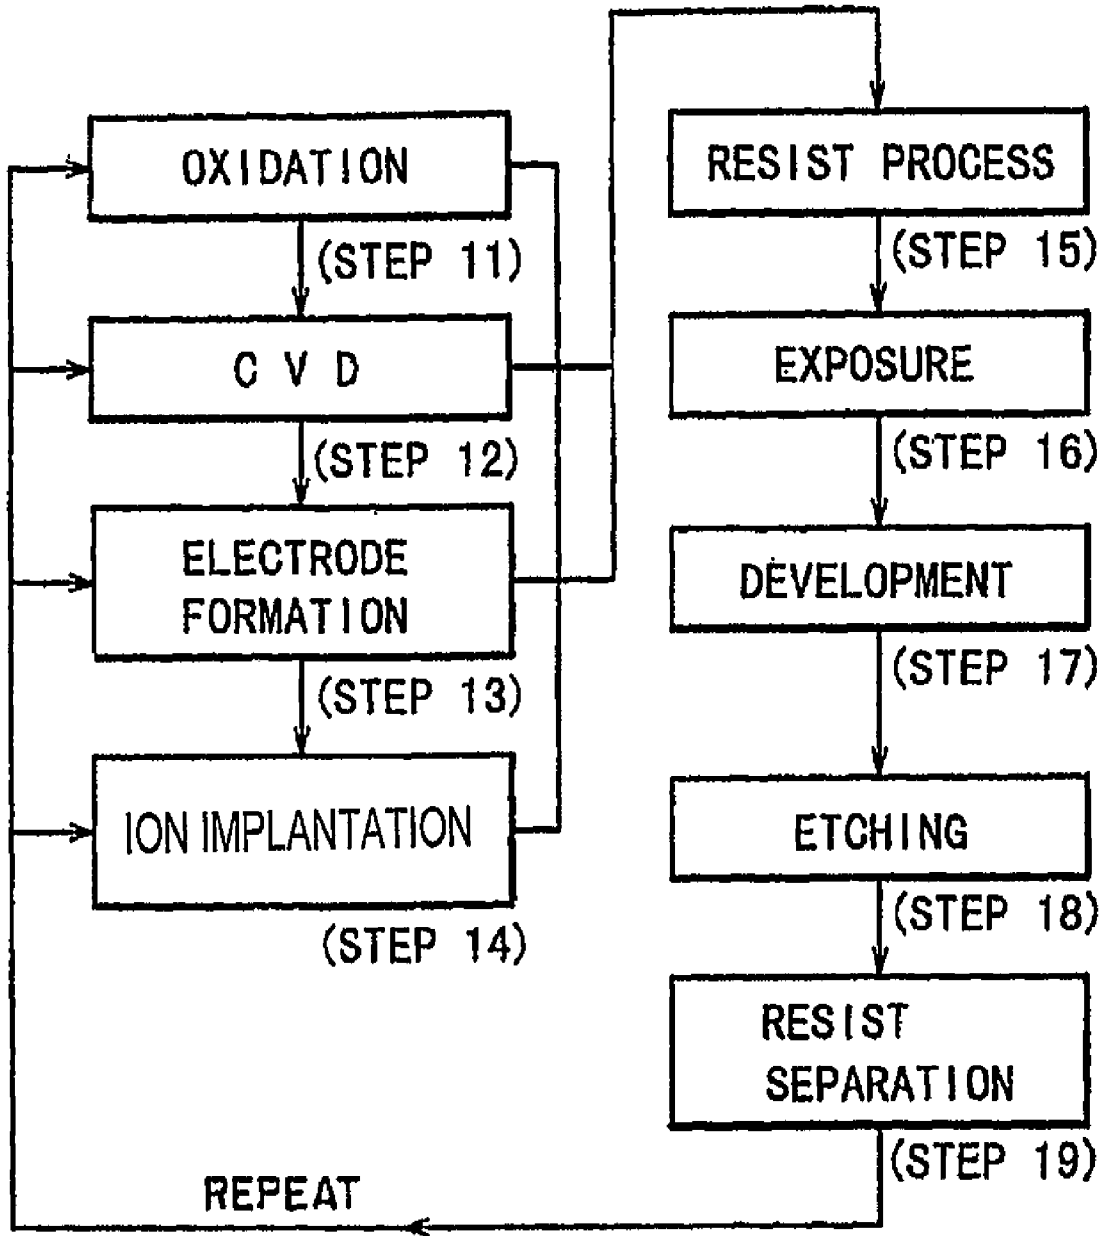 OXIDATION
(STEP 11)
C V D
(STEP 12)
ELECTRODE
FORMATION
(STEP 13)
ION IMPLANTATION
(STEP 14)
RESIST PROCESS
(STEP 15)
EXPOSURE
(STEP 16)
DEVELOPMENT
(STEP 17)
ETCHING
(STEP 18)
RESIST
SEPARATION
(STEP 19)
REPEAT